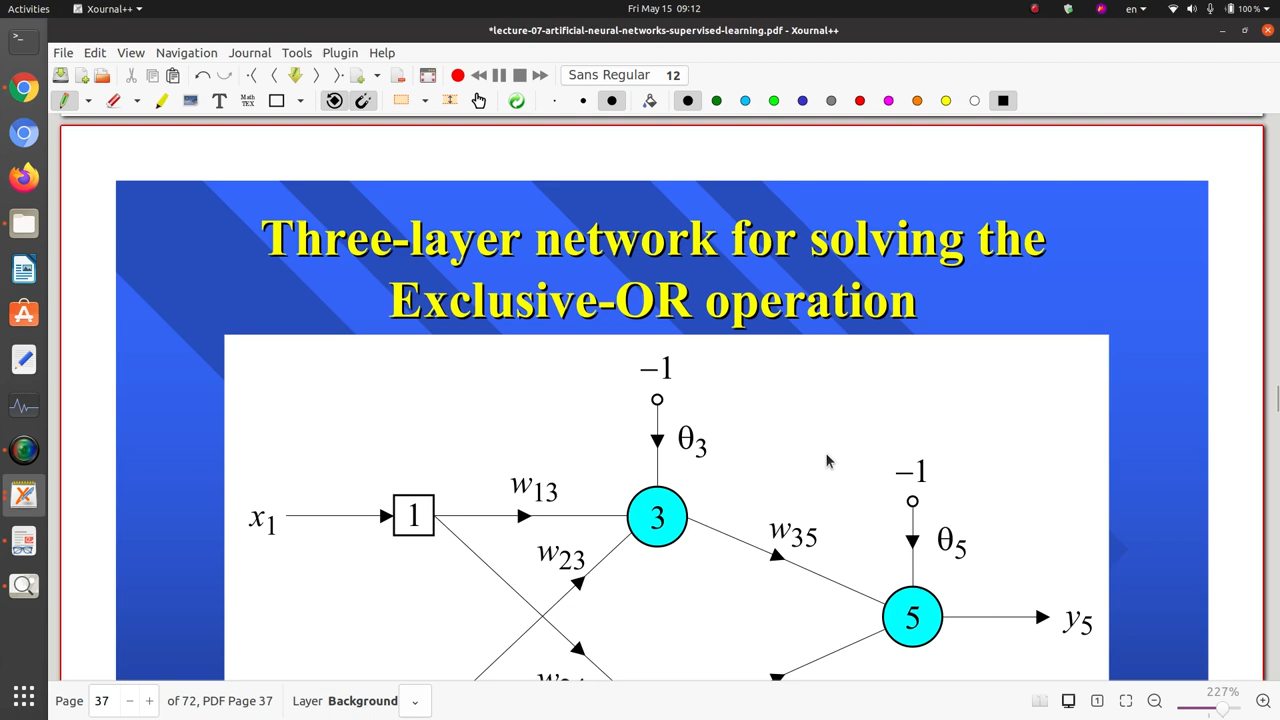 Activities
Xournal++
Fri May 15 09:12
en
100 %
*lecture-07-artificial-neural-networks-supervised-learning.pdf - Xournal++
File Edit View Navigation Journal Tools Plugin Help
Sans Regular 12
Three-layer network for solving the
Exclusive-OR operation
–1
θ3
–1
w13
x1
1
3
w35
θ5
w23
5
y5
Page 37 of 72, PDF Page 37
Layer Background
227%